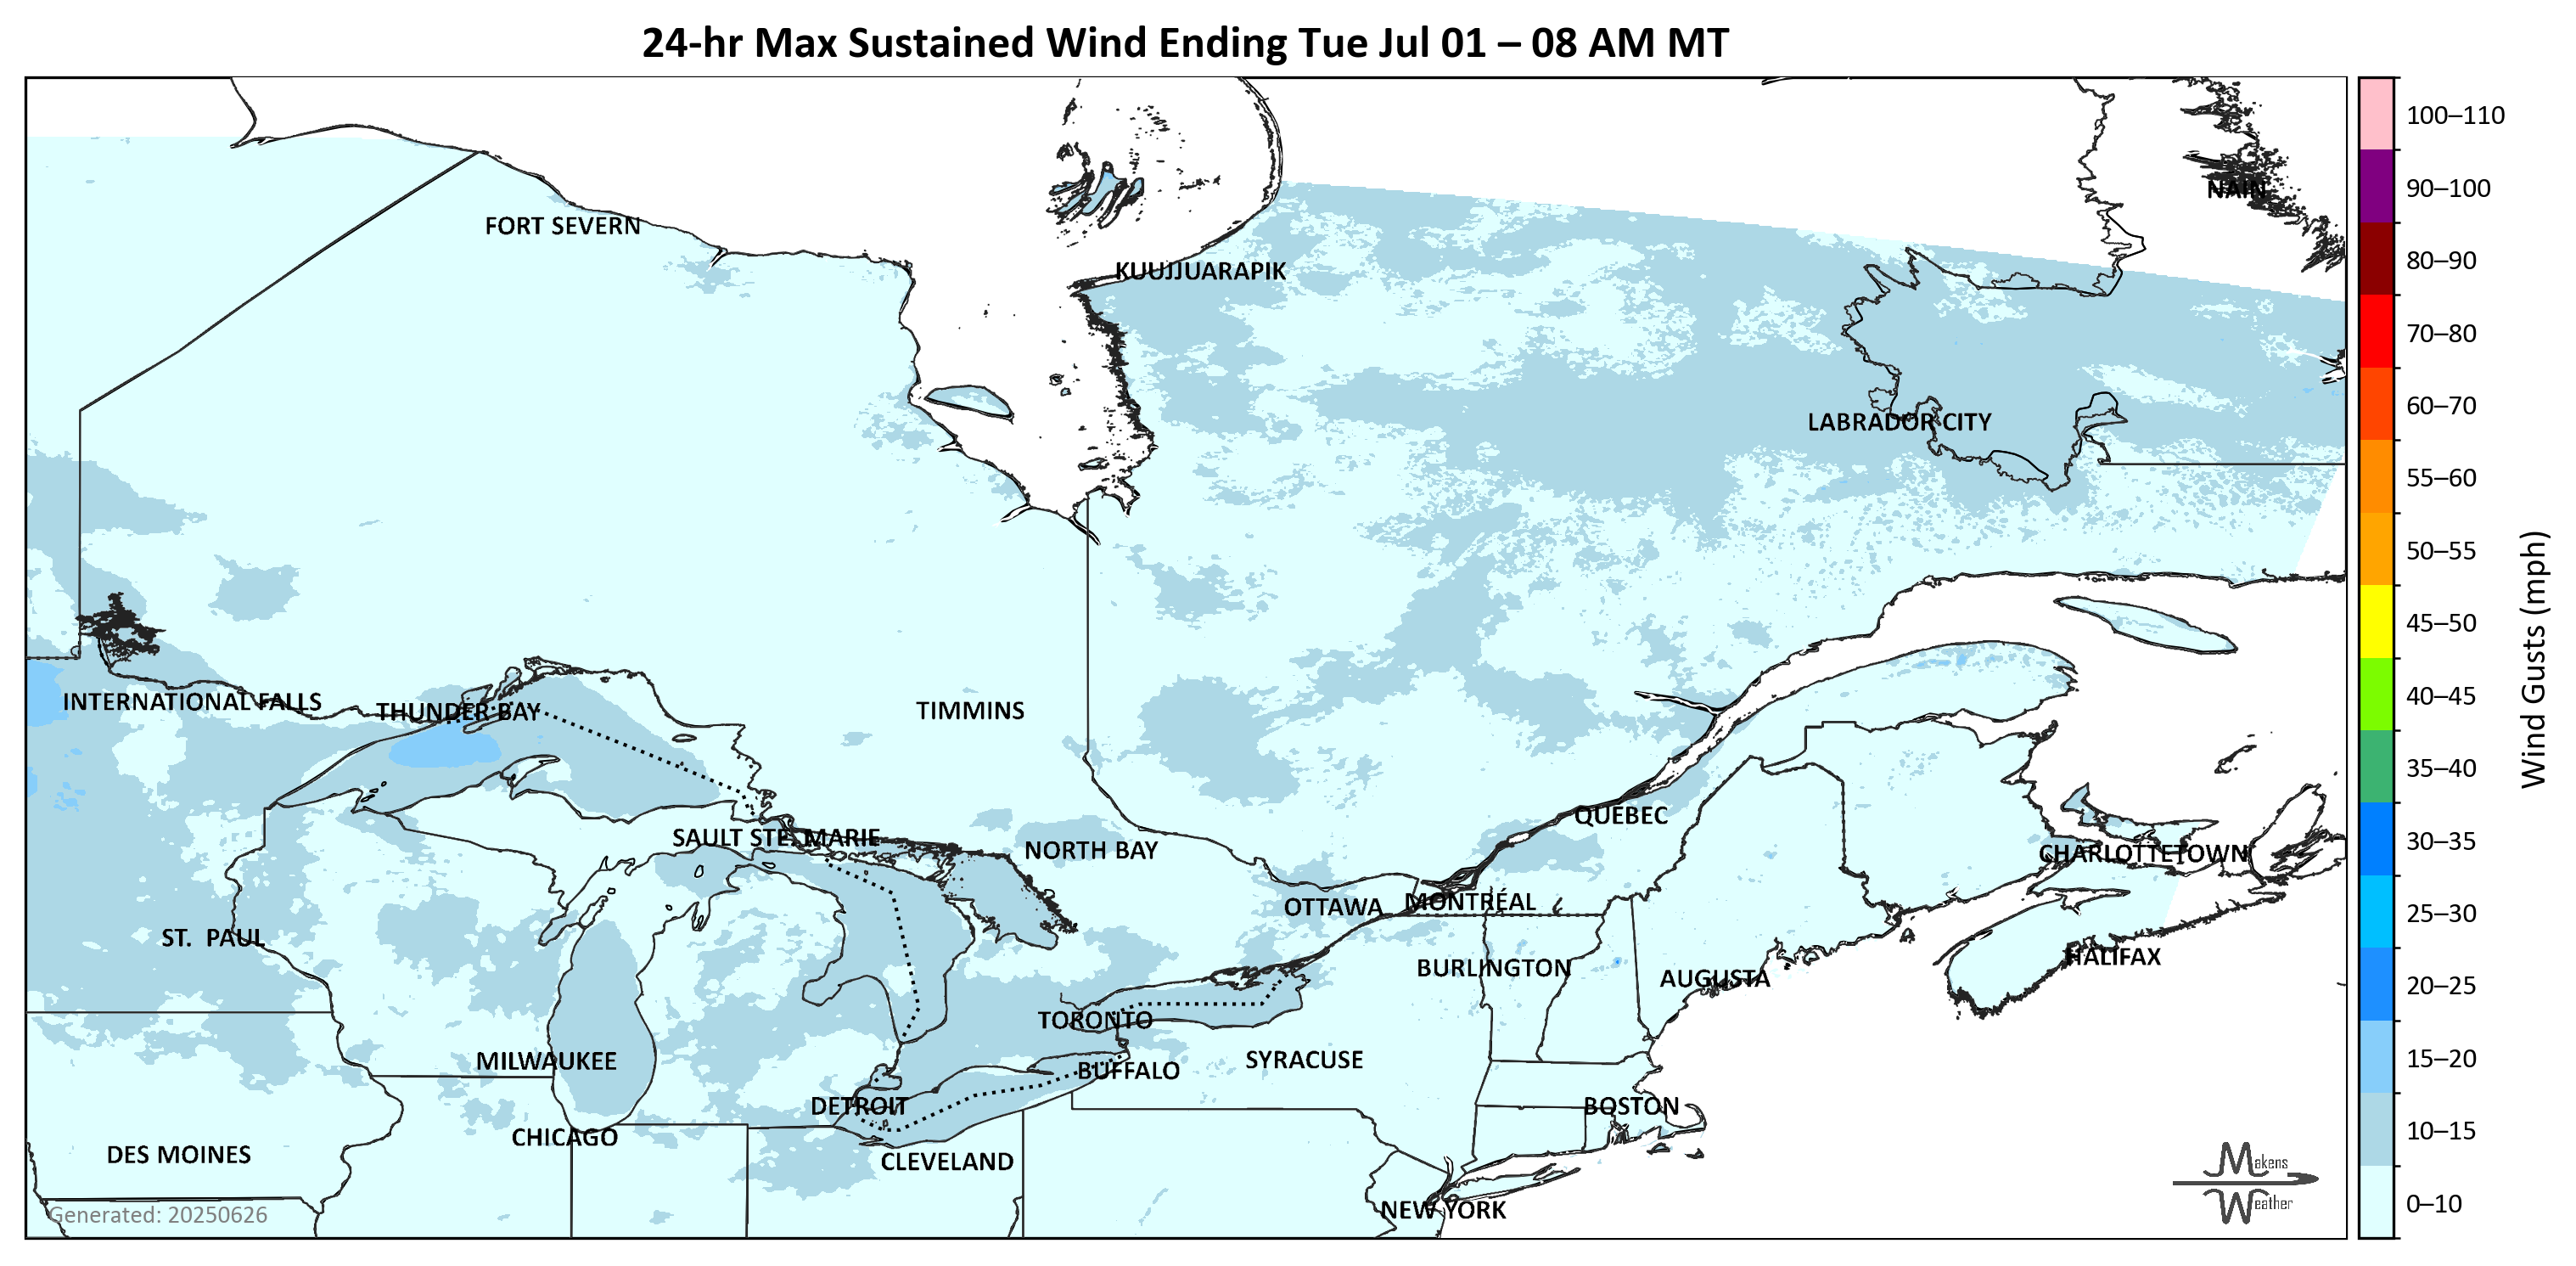 24-hr Max Sustained Wind Ending Tue Jul 01 – 08 AM MT
100–110
90–100
NAIN
FORT SEVERN
80–90
KUUJJUARAPIK
70–80
60–70
LABRADOR CITY
55–60
50–55
45–50
Wind Gusts (mph)
40–45
INTERNATIONAL FALLS
THUNDER BAY
TIMMINS
35–40
QUEBEC
SAULT STE. MARIE
30–35
NORTH BAY
CHARLOTTETOWN
MONTRÉAL
OTTAWA
25–30
ST. PAUL
HALIFAX
BURLINGTON
AUGUSTA
20–25
TORONTO
MILWAUKEE
SYRACUSE
15–20
BUFFALO
DETROIT
BOSTON
10–15
CHICAGO
DES MOINES
CLEVELAND
Makens
Weather
0–10
NEW YORK
Generated: 20250626